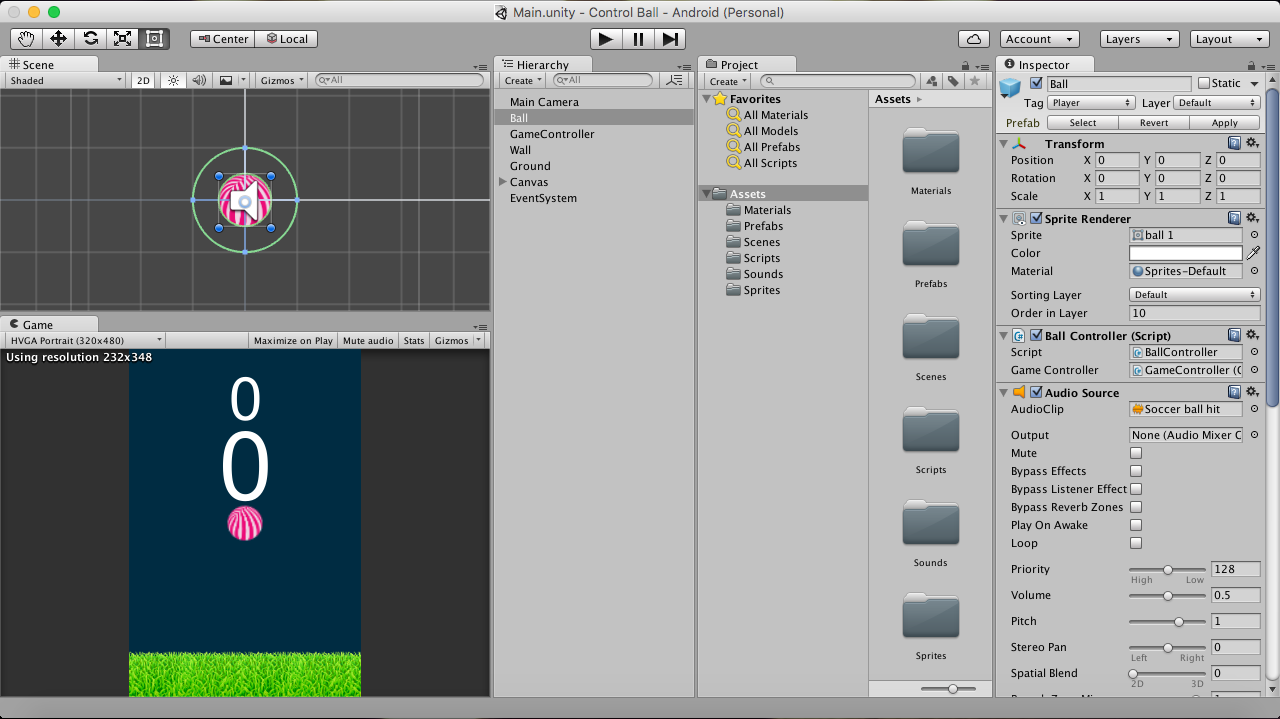 Main.unity - Control Ball - Android (Personal)
Center
Local
Account
Layers
Layout
Scene
Shaded
2D
Gizmos
All
Game
HVGA Portrait (320x480)
Maximize on Play
Mute audio
Stats
Gizmos
Using resolution 232x348
0
0
Hierarchy
Create
All
Main Camera
Ball
GameController
Wall
Ground
Canvas
EventSystem
Project
Create
Favorites
All Materials
All Models
All Prefabs
All Scripts
Assets
Materials
Prefabs
Scenes
Scripts
Sounds
Sprites
Assets
Materials
Prefabs
Scenes
Scripts
Sounds
Sprites
Inspector
Ball
Static
Tag Player Layer Default
Prefab Select Revert Apply
Transform
Position X 0 Y 0 Z 0
Rotation X 0 Y 0 Z 0
Scale X 1 Y 1 Z 1
Sprite Renderer
Sprite ball 1
Color
Material Sprites-Default
Sorting Layer Default
Order in Layer 10
Ball Controller (Script)
Script BallController
Game Controller GameController (
Audio Source
AudioClip Soccer ball hit
Output None (Audio Mixer
Mute
Bypass Effects
Bypass Listener Effect
Bypass Reverb Zones
Play On Awake
Loop
Priority 128
High Low
Volume 0.5
Pitch 1
Stereo Pan 0
Left Right
Spatial Blend 0
2D 3D